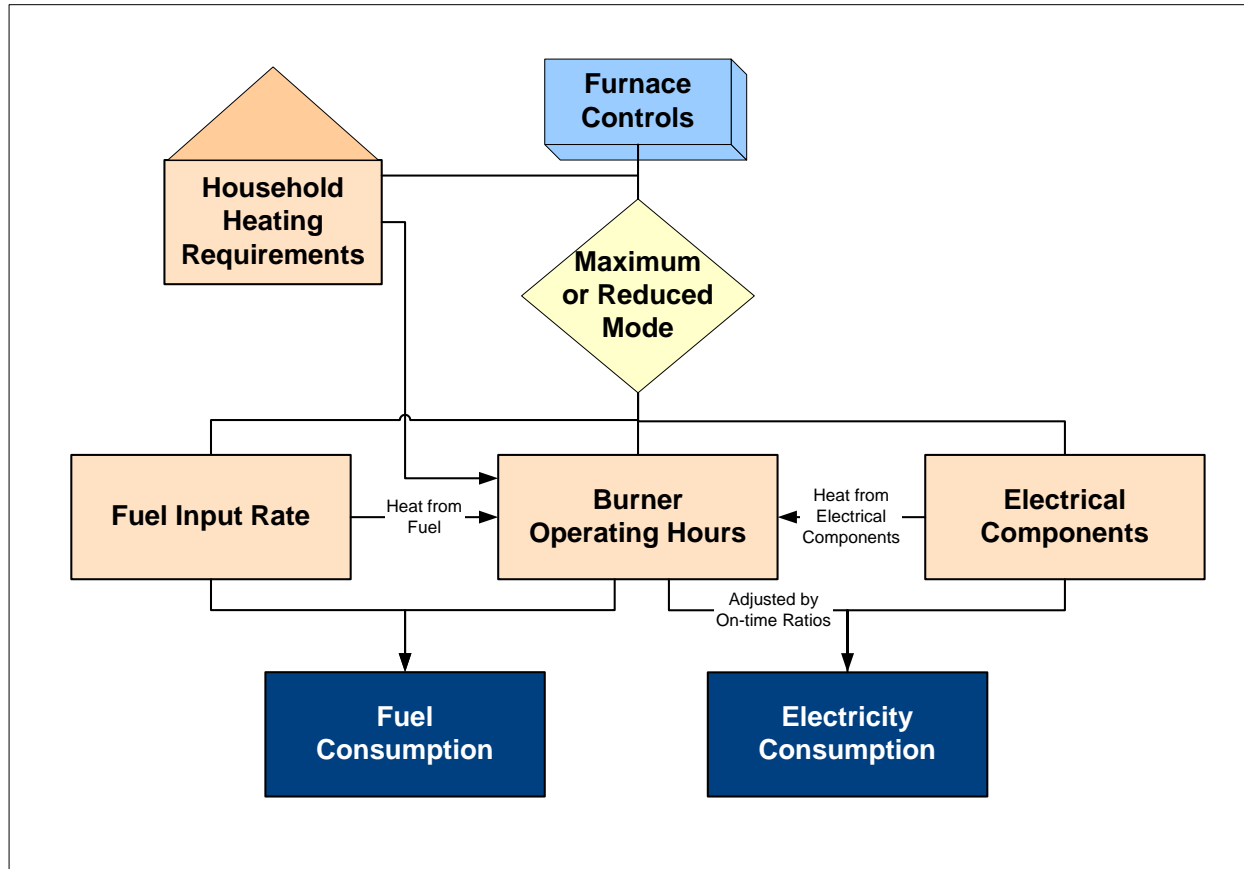 Furnace
Controls
Household
Heating
Requirements
Maximum
or Reduced
Mode
Fuel Input Rate
Heat from
Fuel
Burner
Operating Hours
Heat from
Electrical
Components
Electrical
Components
Adjusted by
On-time Ratios
Fuel
Consumption
Electricity
Consumption